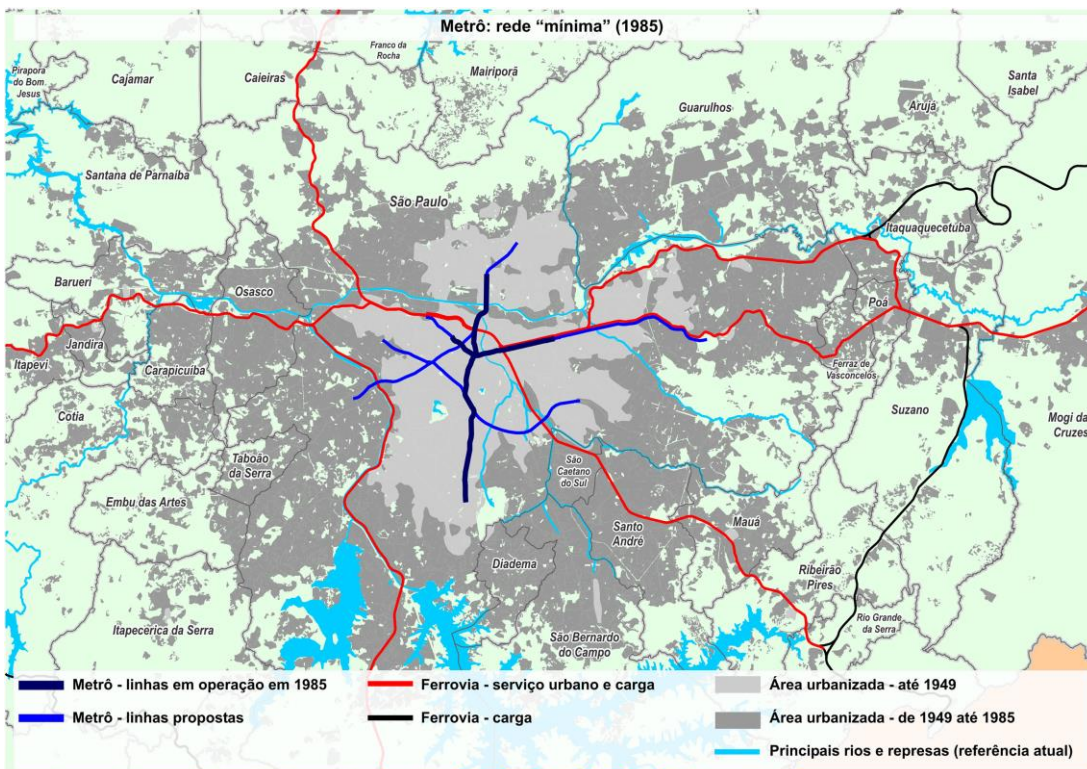 Metrô: rede “mínima” (1985)
Franco da
Rocha
Pirapora
do Bom
Jesus
Cajamar
Caieiras
Mairiporã
Santa
Isabel
Guarulhos
Arujá
Santana de Parnaíba
São Paulo
Itaquaquecetuba
Barueri
Osasco
Poá
Jandira
Itapevi
Carapicuíba
Ferraz de
Vasconcelos
Cotia
Suzano
Mogi da
Cruzes
Taboão
da Serra
São
Caetano
do Sul
Embu das Artes
Santo
André
Mauá
Diadema
Ribeirão
Pires
Itapecerica da Serra
Rio Grande
da Serra
São Bernardo
do Campo
Metrô - linhas em operação em 1985
Metrô - linhas propostas
Ferrovia - serviço urbano e carga
Ferrovia - carga
Área urbanizada - até 1949
Área urbanizada - de 1949 até 1985
Principais rios e represas (referência atual)